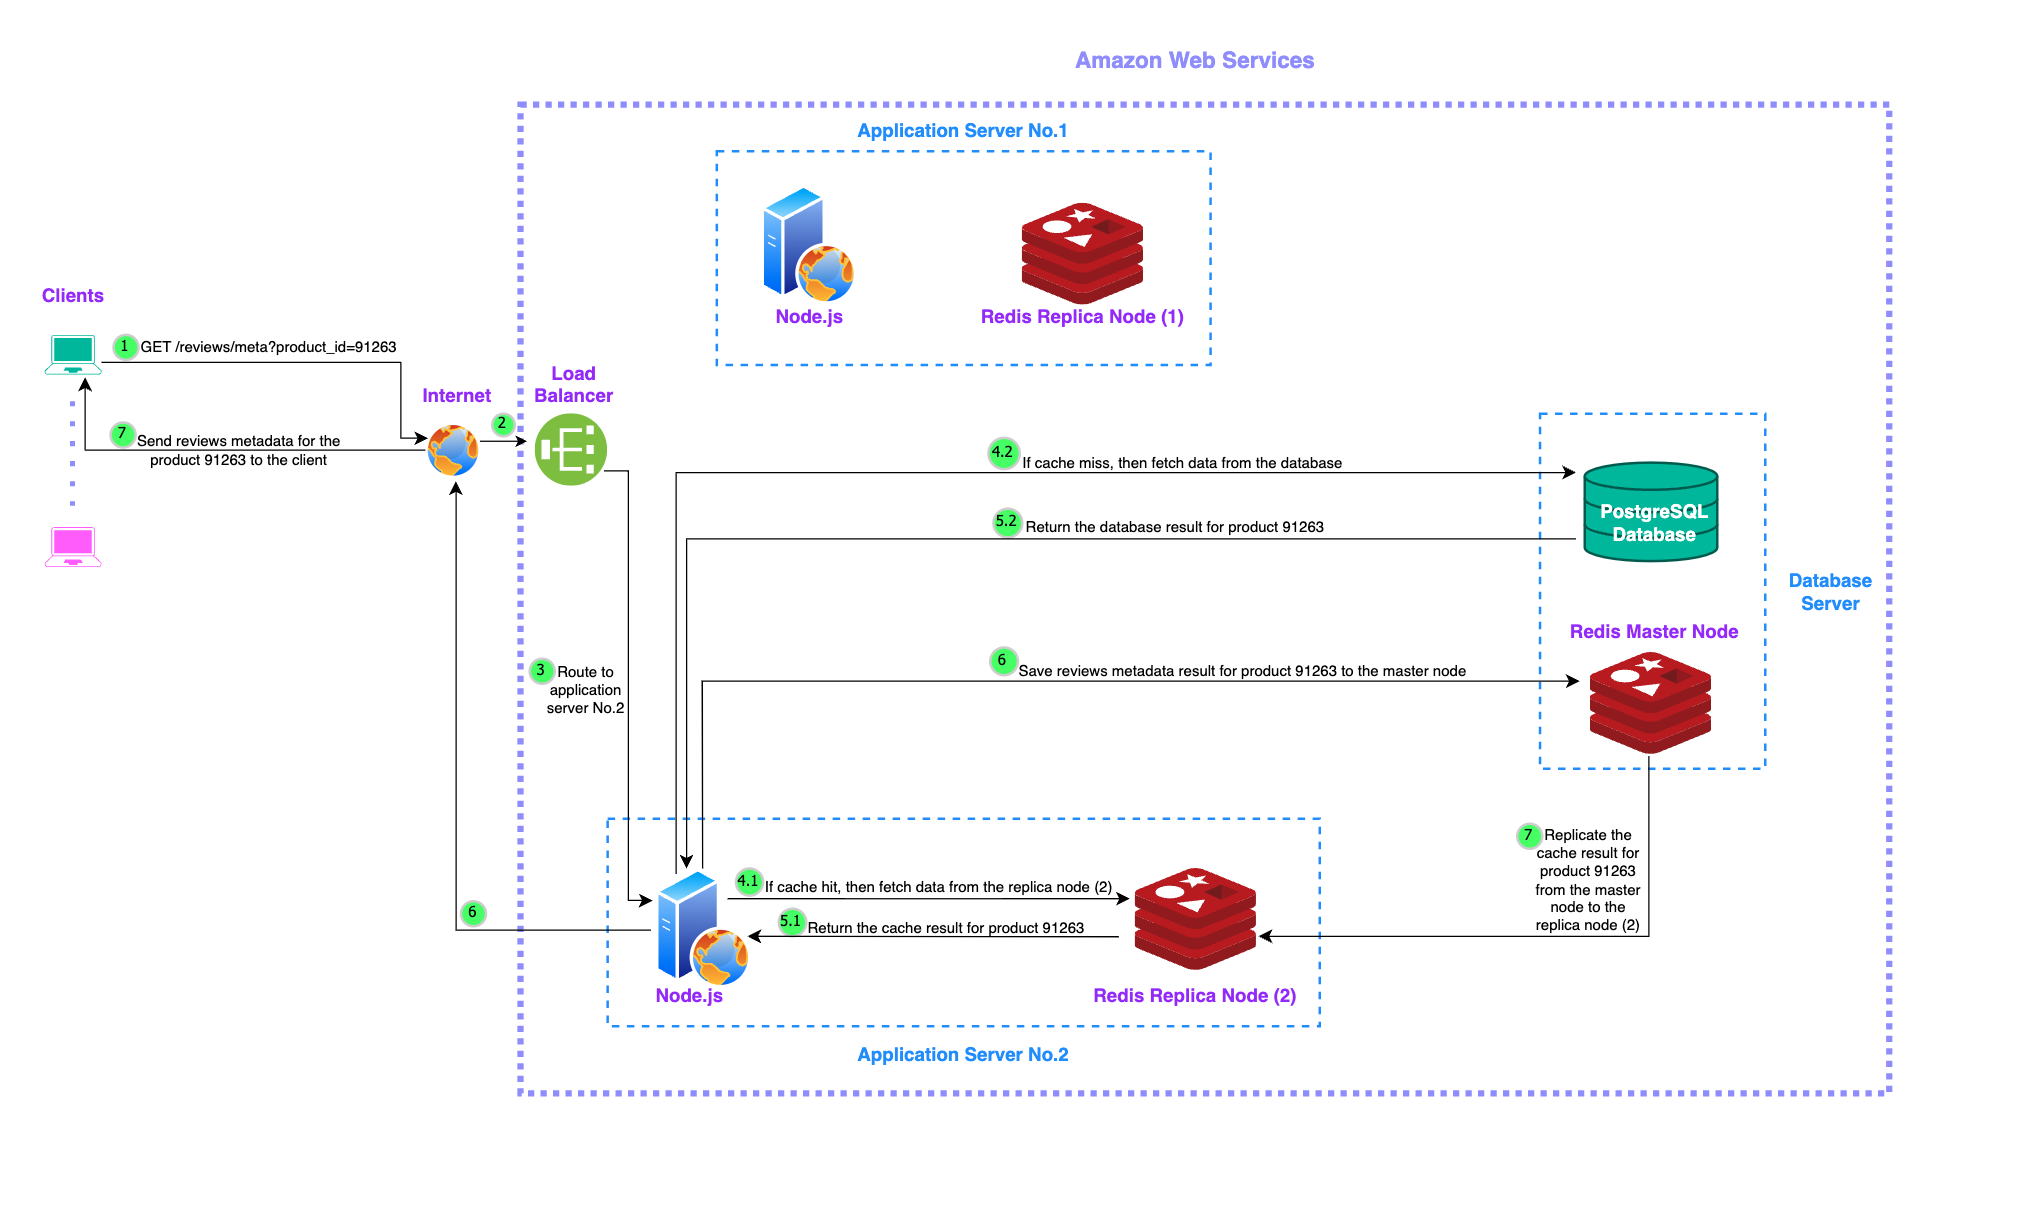 Amazon Web Services
Application Server No.1
Node.js
Redis Replica Node (1)
Clients
1 GET /reviews/meta?product_id=91263
Internet
2
Load
Balancer
7 Send reviews metadata for the
product 91263 to the client
4.2 If cache miss, then fetch data from the database
5.2 Return the database result for product 91263
PostgreSQL
Database
Database
Server
Redis Master Node
3 Route to
application
server No.2
6 Save reviews metadata result for product 91263 to the master node
7 Replicate the
cache result for
product 91263
from the master
node to the
replica node (2)
4.1 If cache hit, then fetch data from the replica node (2)
6
5.1 Return the cache result for product 91263
Node.js
Redis Replica Node (2)
Application Server No.2